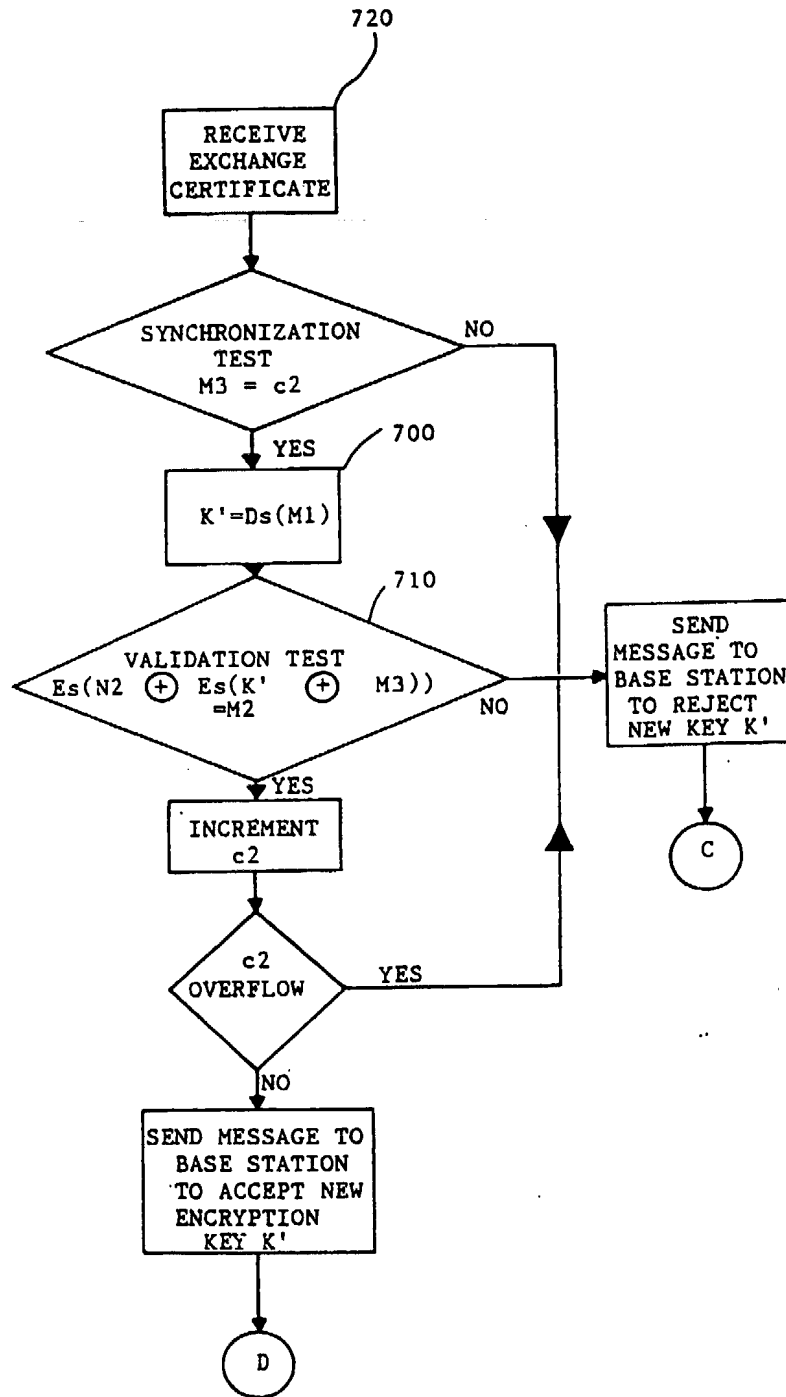 720
RECEIVE
EXCHANGE
CERTIFICATE
SYNCHRONIZATION
TEST
M3 = c2
NO
YES
700
K'=Ds(M1)
710
VALIDATION TEST
Es(N2 ⊕ Es(K' ⊕ M3))
=M2
NO
YES
SEND
MESSAGE TO
BASE STATION
TO REJECT
NEW KEY K'
C
INCREMENT
c2
c2
OVERFLOW
YES
NO
SEND MESSAGE TO
BASE STATION
TO ACCEPT NEW
ENCRYPTION
KEY K'
D